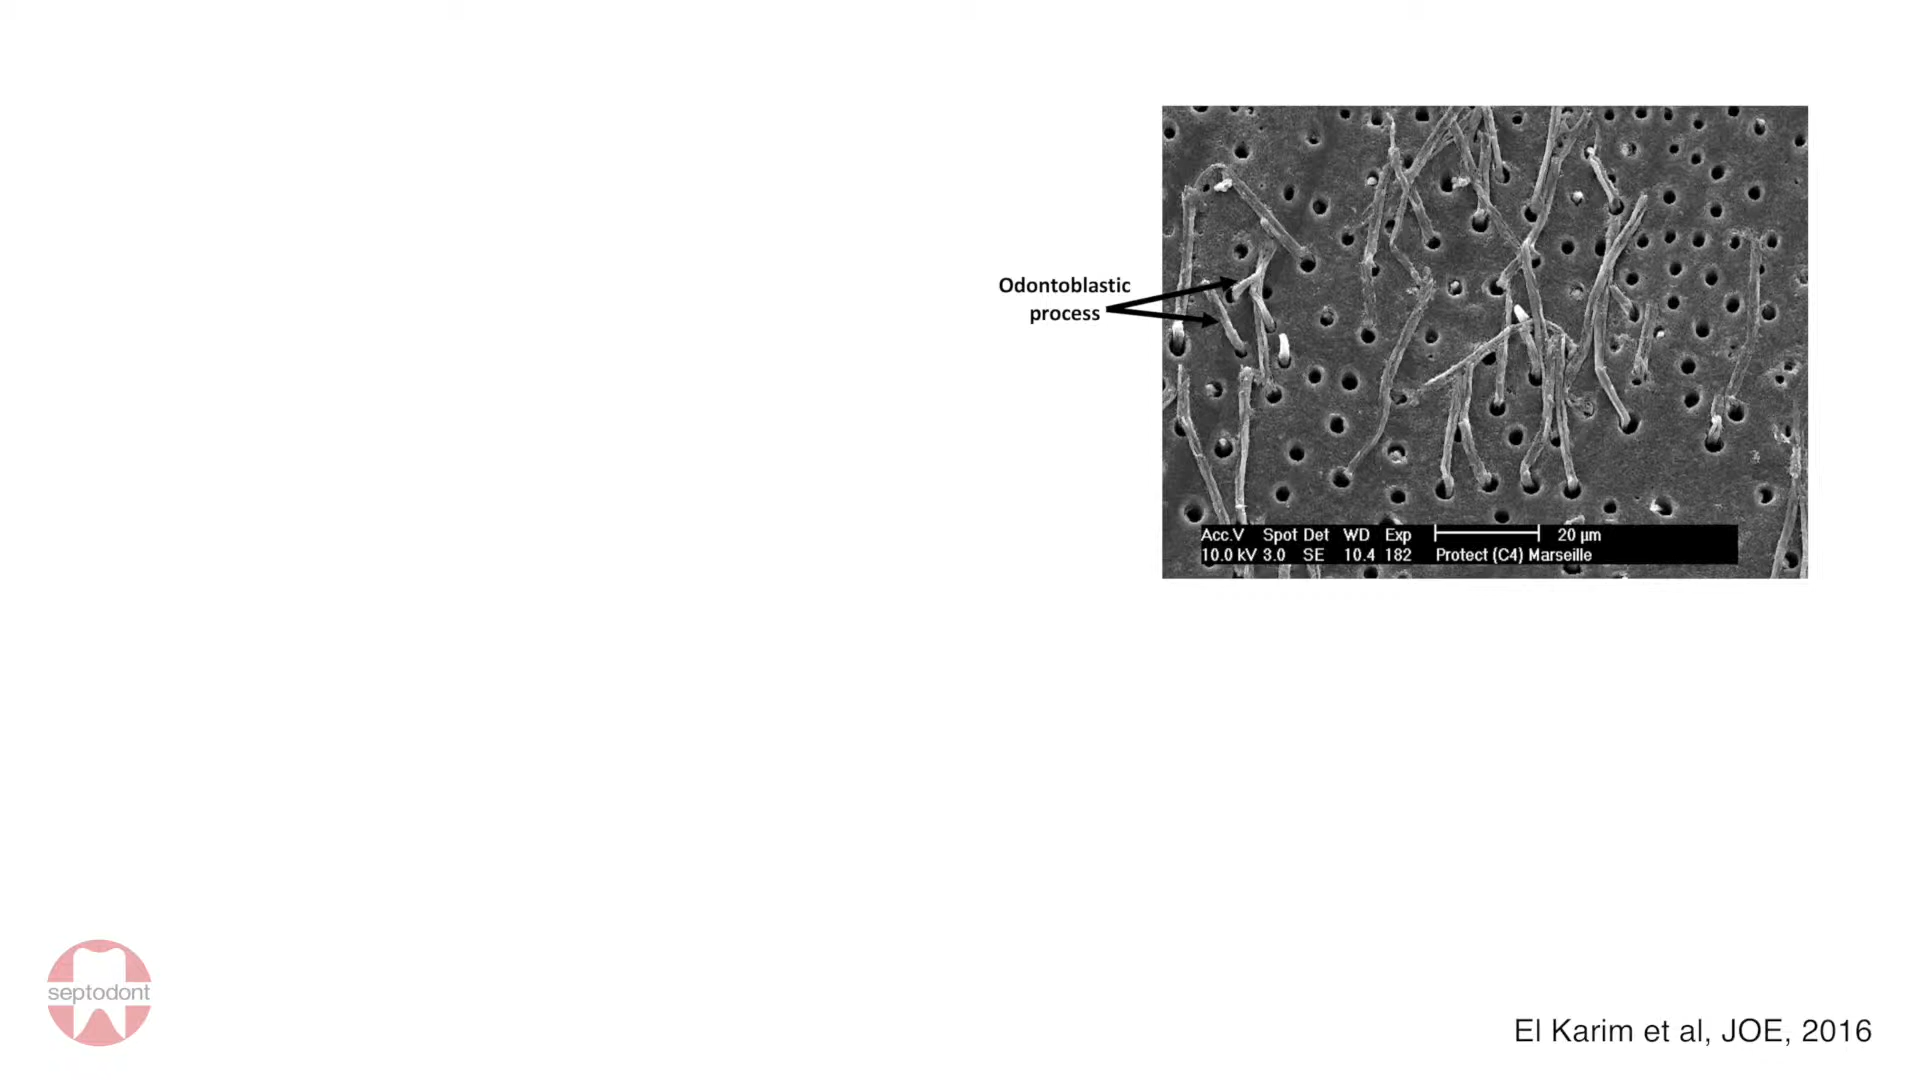 Odontoblastic
process
Acc.V Spot Det WD Exp 20 µm
10.0 kV 3.0 SE 10.4 182 Protect (C4) Marseille
septodont
El Karim et al, JOE, 2016